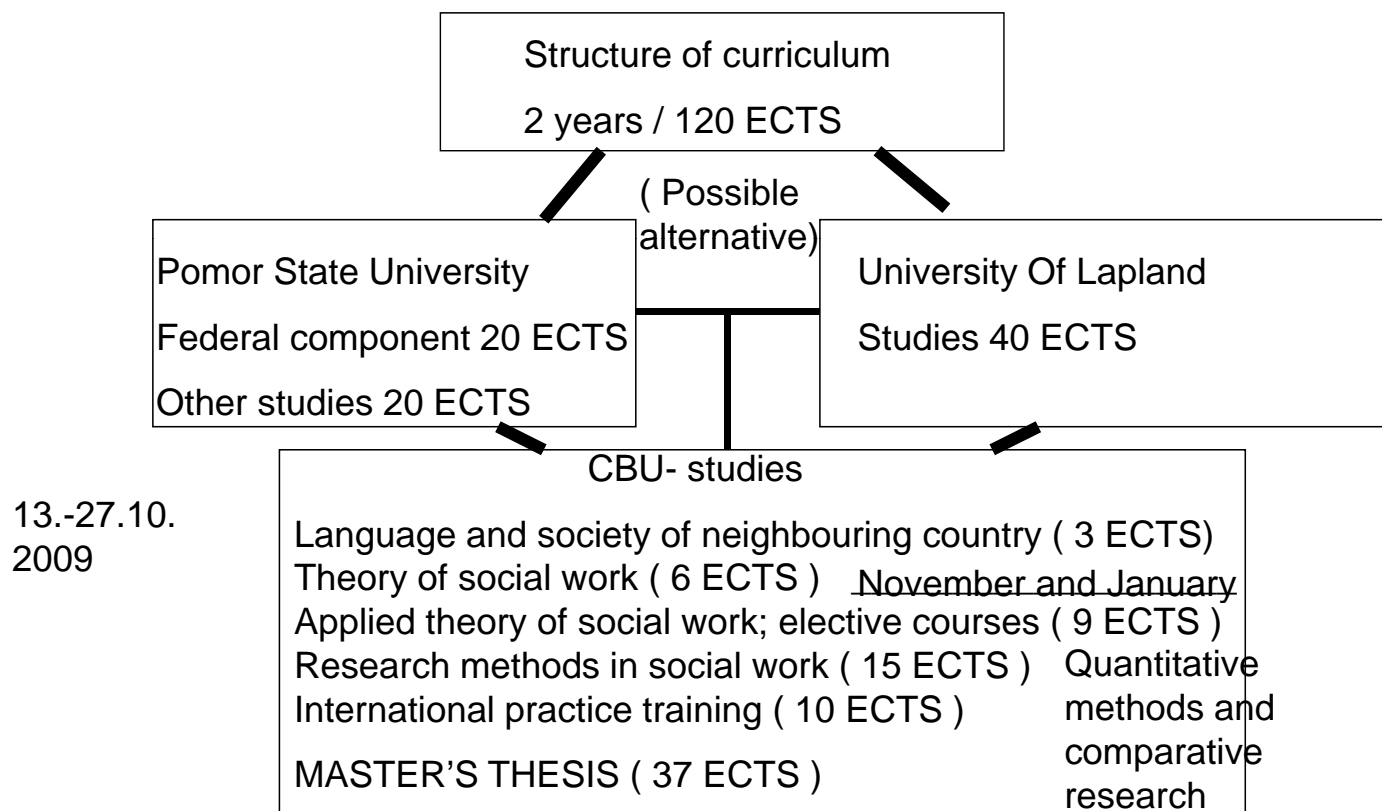 Structure of curriculum
2 years / 120 ECTS
( Possible
alternative)
Pomor State University
Federal component 20 ECTS
Other studies 20 ECTS
University Of Lapland
Studies 40 ECTS
CBU- studies
13.-27.10.
2009
Language and society of neighbouring country ( 3 ECTS)
Theory of social work ( 6 ECTS )
November and January
Applied theory of social work; elective courses ( 9 ECTS )
Research methods in social work ( 15 ECTS )
International practice training ( 10 ECTS )
MASTER'S THESIS ( 37 ECTS )
Quantitative
methods and
comparative
research